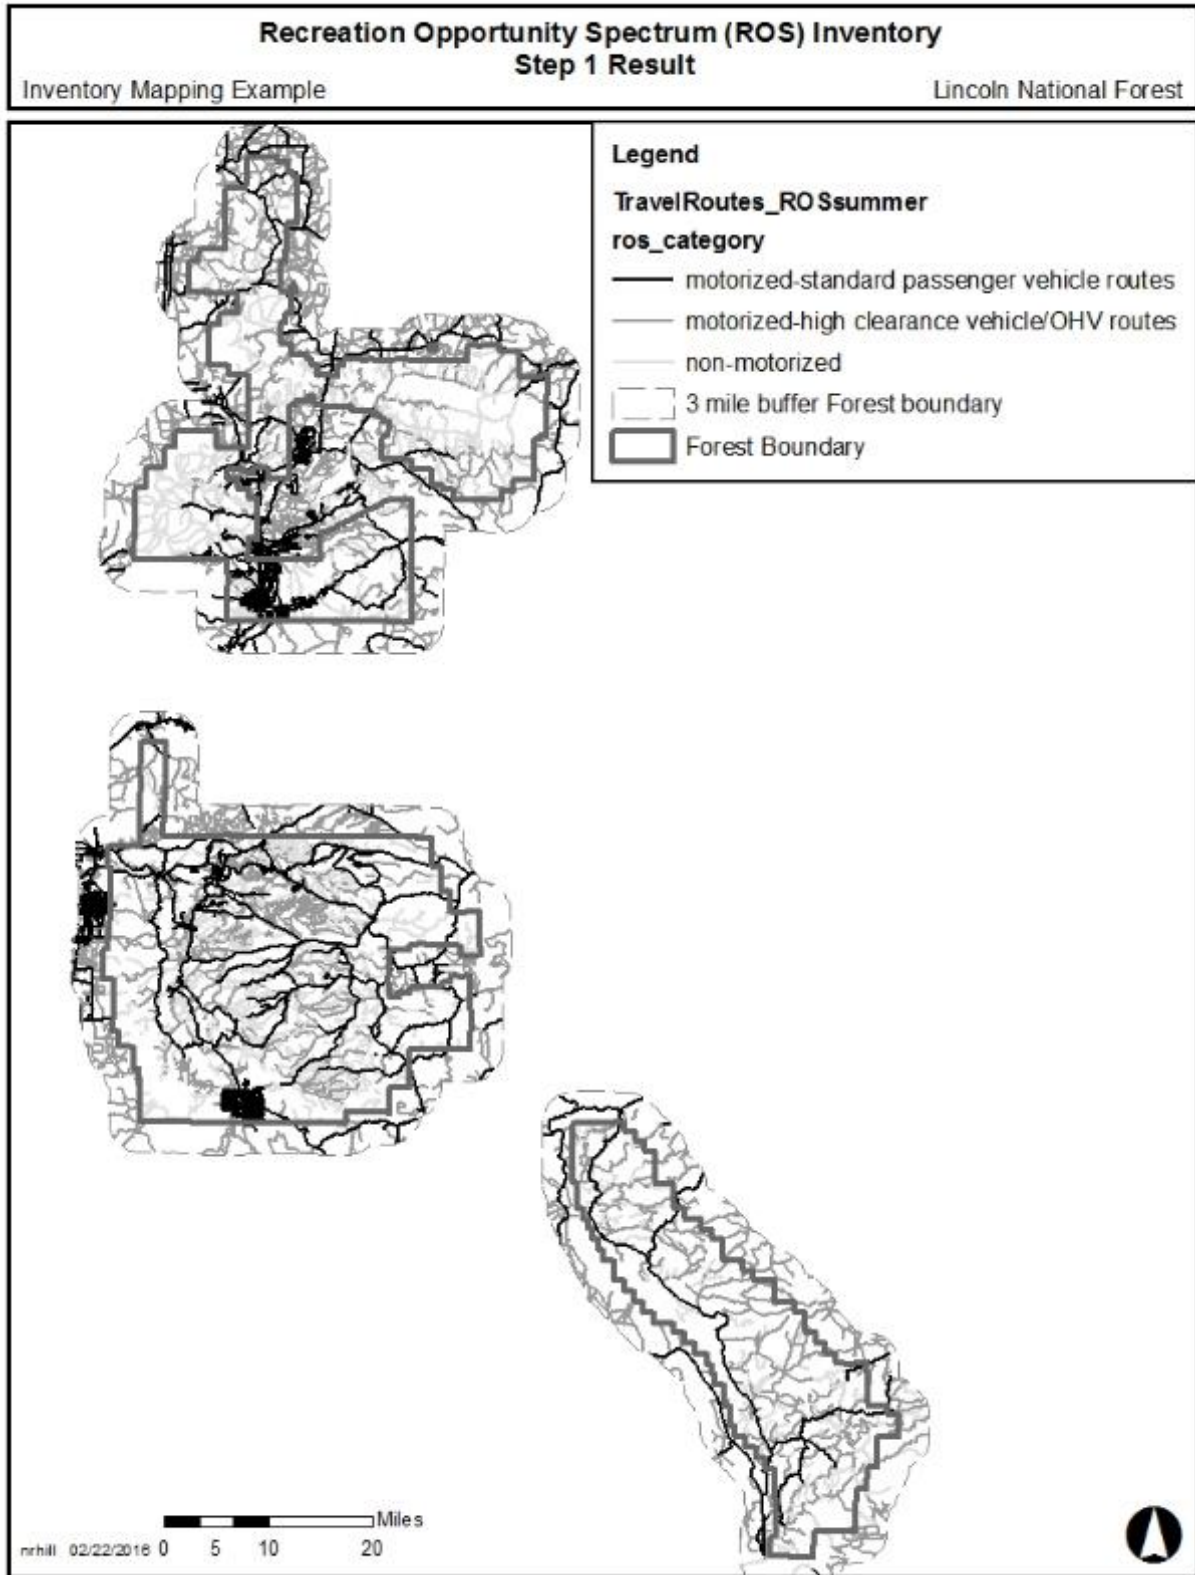 Recreation Opportunity Spectrum (ROS) Inventory
Step 1 Result
Inventory Mapping Example
Lincoln National Forest
Legend
TravelRoutes_ROSsummer
ros_category
motorized-standard passenger vehicle routes
motorized-high clearance vehicle/OHV routes
non-motorized
3 mile buffer Forest boundary
Forest Boundary
Miles
nrhill 02/22/2016 0 5 10 20